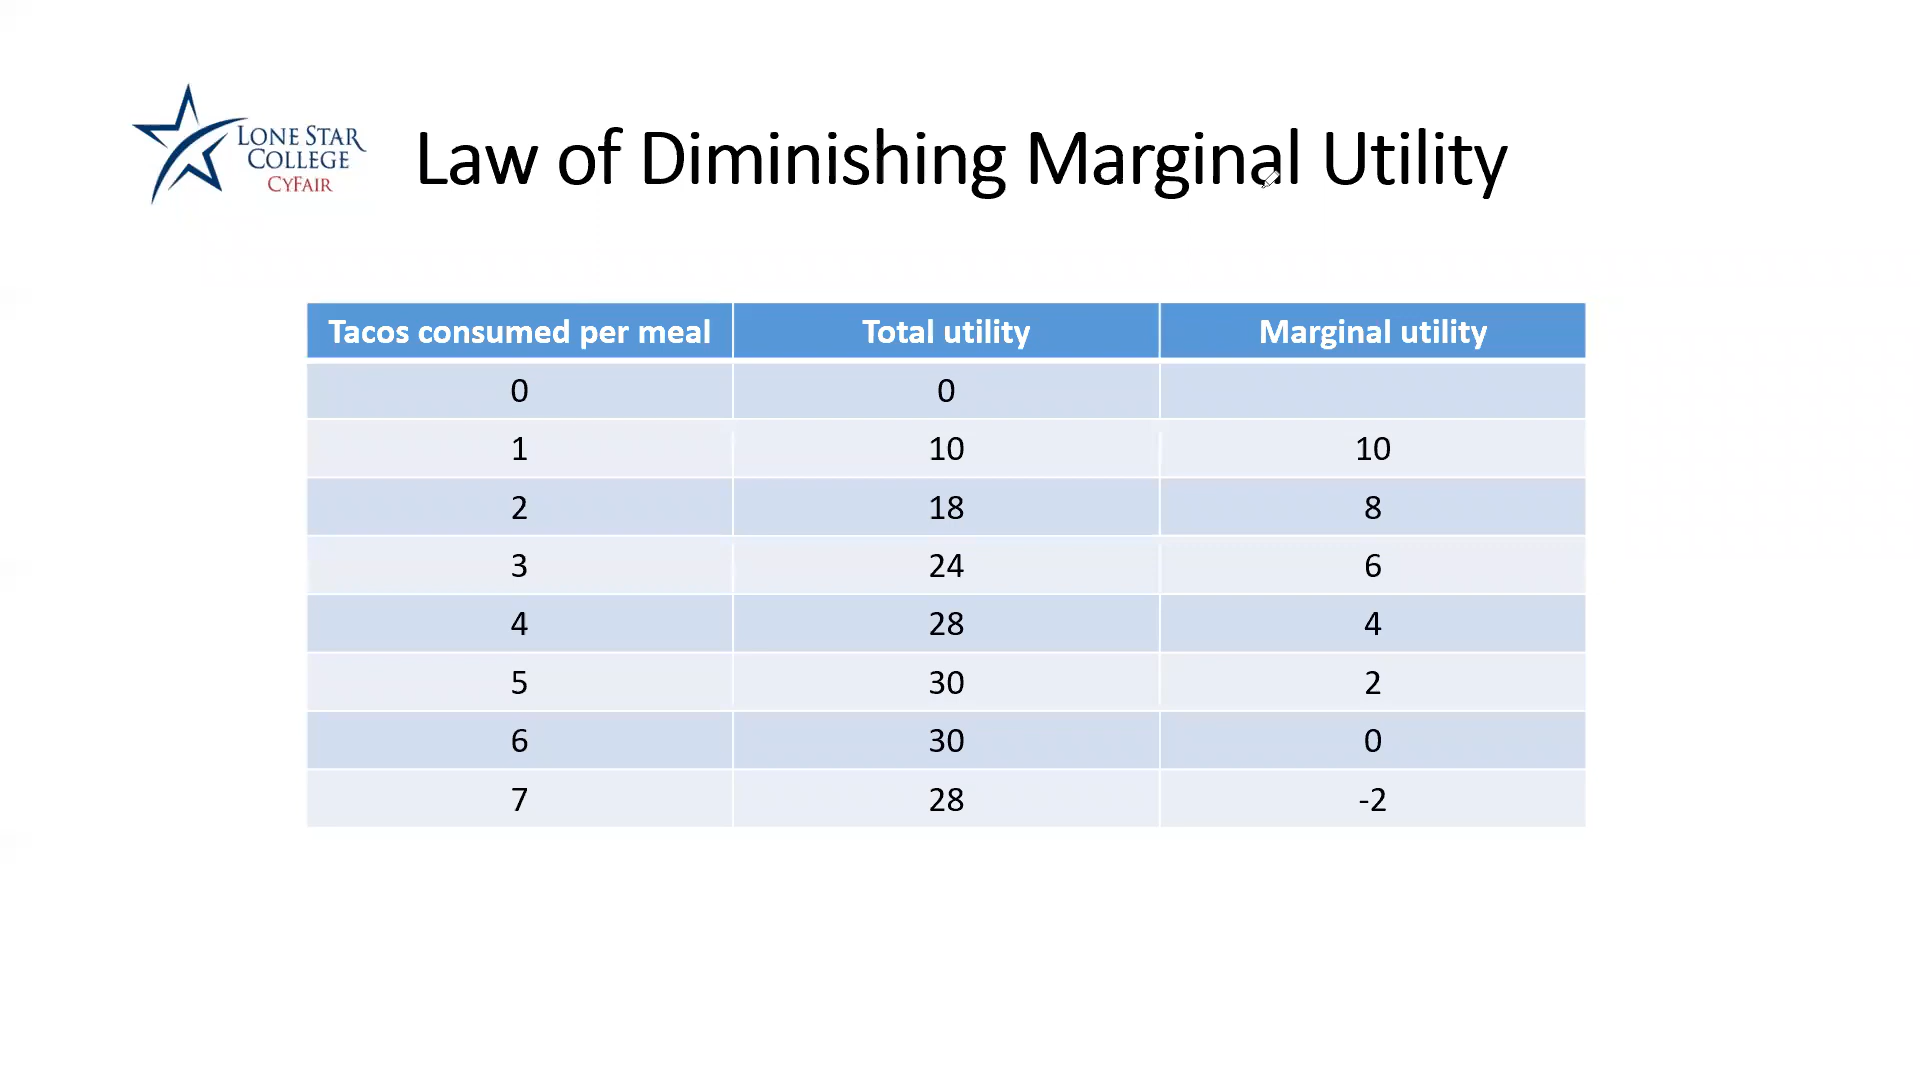 LONE STAR
COLLEGE
CYFAIR
Law of Diminishing Marginal Utility
Tacos consumed per meal Total utility Marginal utility
0 0
1 10 10
2 18 8
3 24 6
4 28 4
5 30 2
6 30 0
7 28 -2